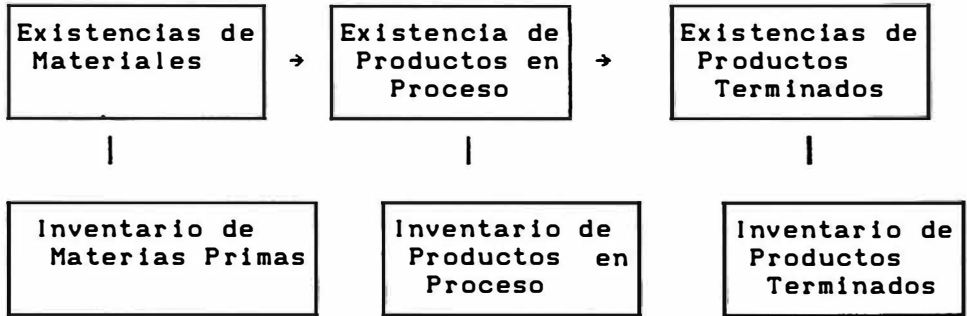 Existencias de
Materiales
→
Existencia de
Productos en
Proceso
→
Existencias de
Productos
Terminados
Inventario de
Materias Primas
Inventario de
Productos en
Proceso
Inventario de
Productos
Terminados